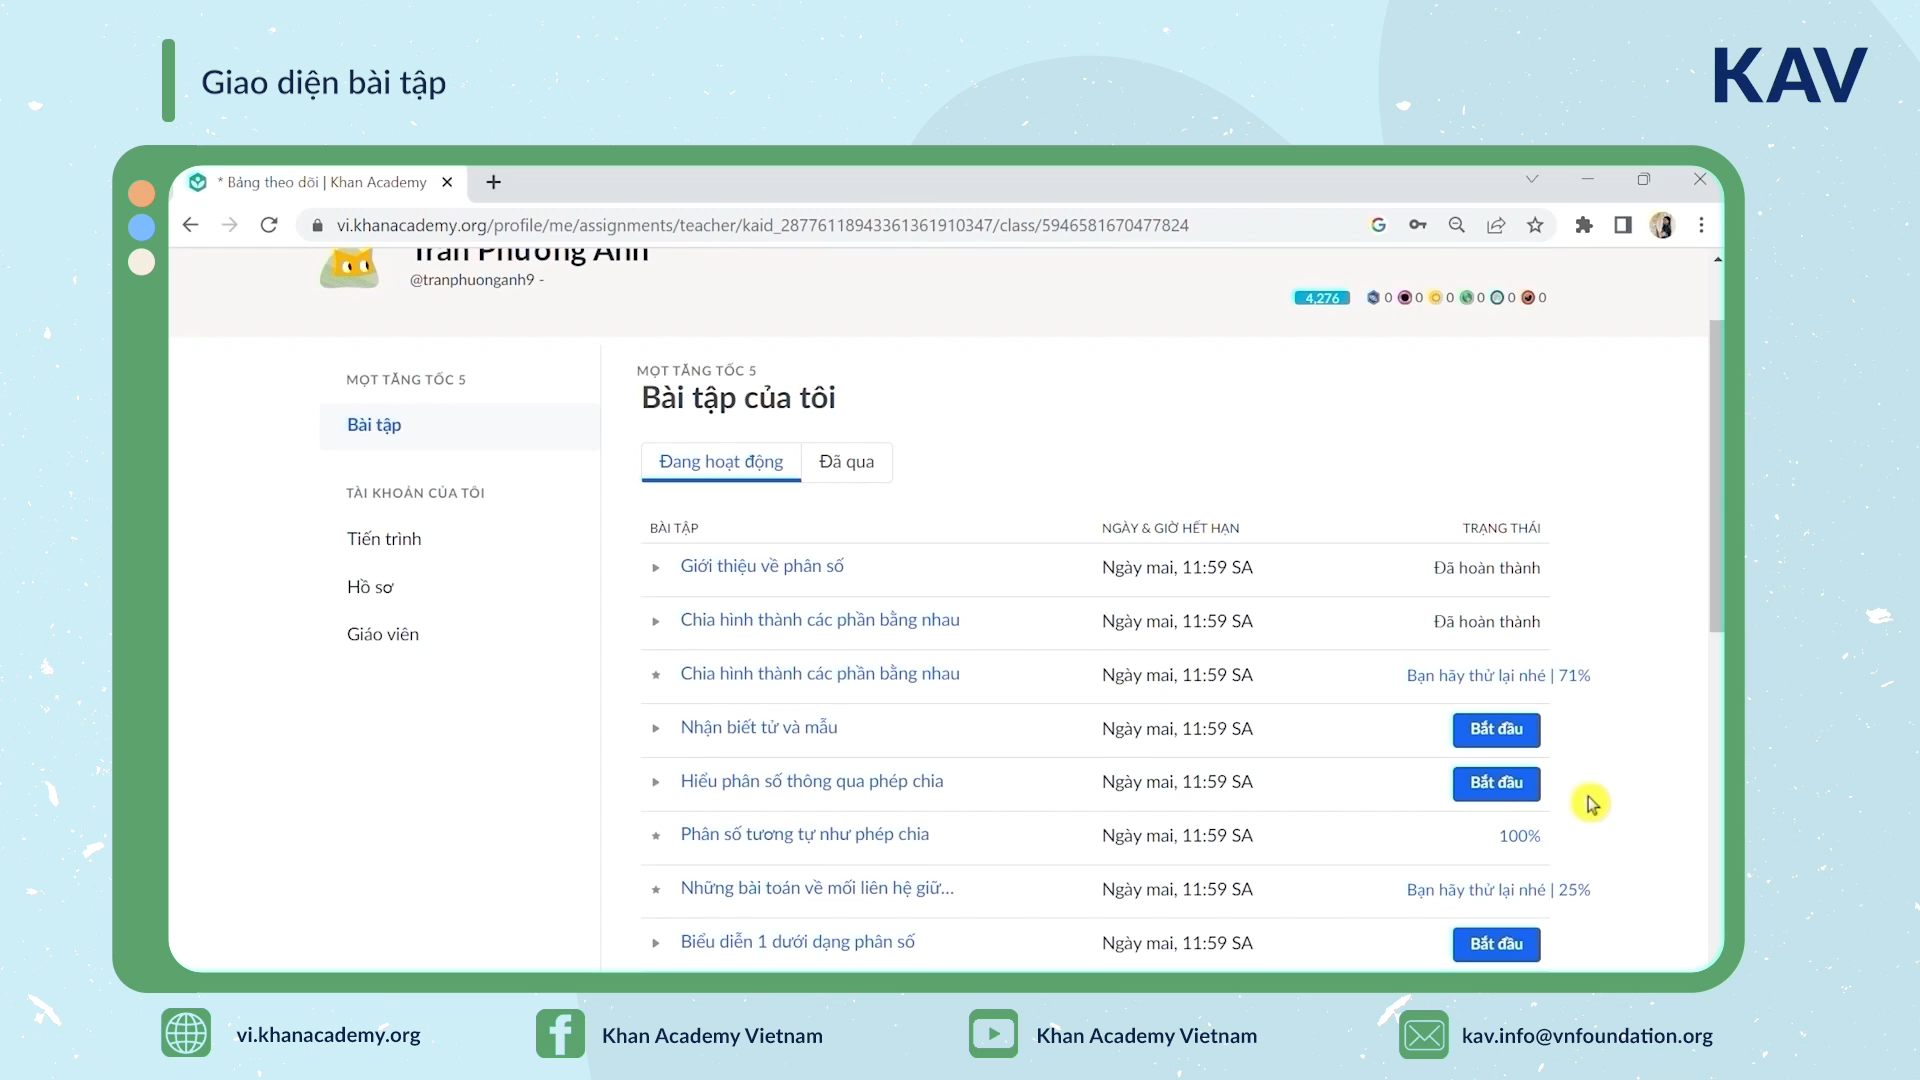 Giao diện bài tập
KAV
* Bảng theo dõi | Khan Academy
vi.khanacademy.org/profile/me/assignments/teacher/kaid_287761189433613619​10347/class/5946581670477824
Trần Phương Anh
@tranphuonganh9 -
4,276 0 0 0 0 0 0
MỌT TĂNG TỐC 5
Bài tập
TÀI KHOẢN CỦA TÔI
Tiến trình
Hồ sơ
Giáo viên
MỌT TĂNG TỐC 5
Bài tập của tôi
Đang hoạt động Đã qua
BÀI TẬP NGÀY & GIỜ HẾT HẠN TRẠNG THÁI
Giới thiệu về phân số Ngày mai, 11:59 SA Đã hoàn thành
Chia hình thành các phần bằng nhau Ngày mai, 11:59 SA Đã hoàn thành
Chia hình thành các phần bằng nhau Ngày mai, 11:59 SA Bạn hãy thử lại nhé | 71%
Nhận biết tử và mẫu Ngày mai, 11:59 SA Bắt đầu
Hiểu phân số thông qua phép chia Ngày mai, 11:59 SA Bắt đầu
Phân số tương tự như phép chia Ngày mai, 11:59 SA 100%
Những bài toán về mối liên hệ giữ... Ngày mai, 11:59 SA Bạn hãy thử lại nhé | 25%
Biểu diễn 1 dưới dạng phân số Ngày mai, 11:59 SA Bắt đầu
vi.khanacademy.org
Khan Academy Vietnam
Khan Academy Vietnam
kav.info@vnfoundation.org